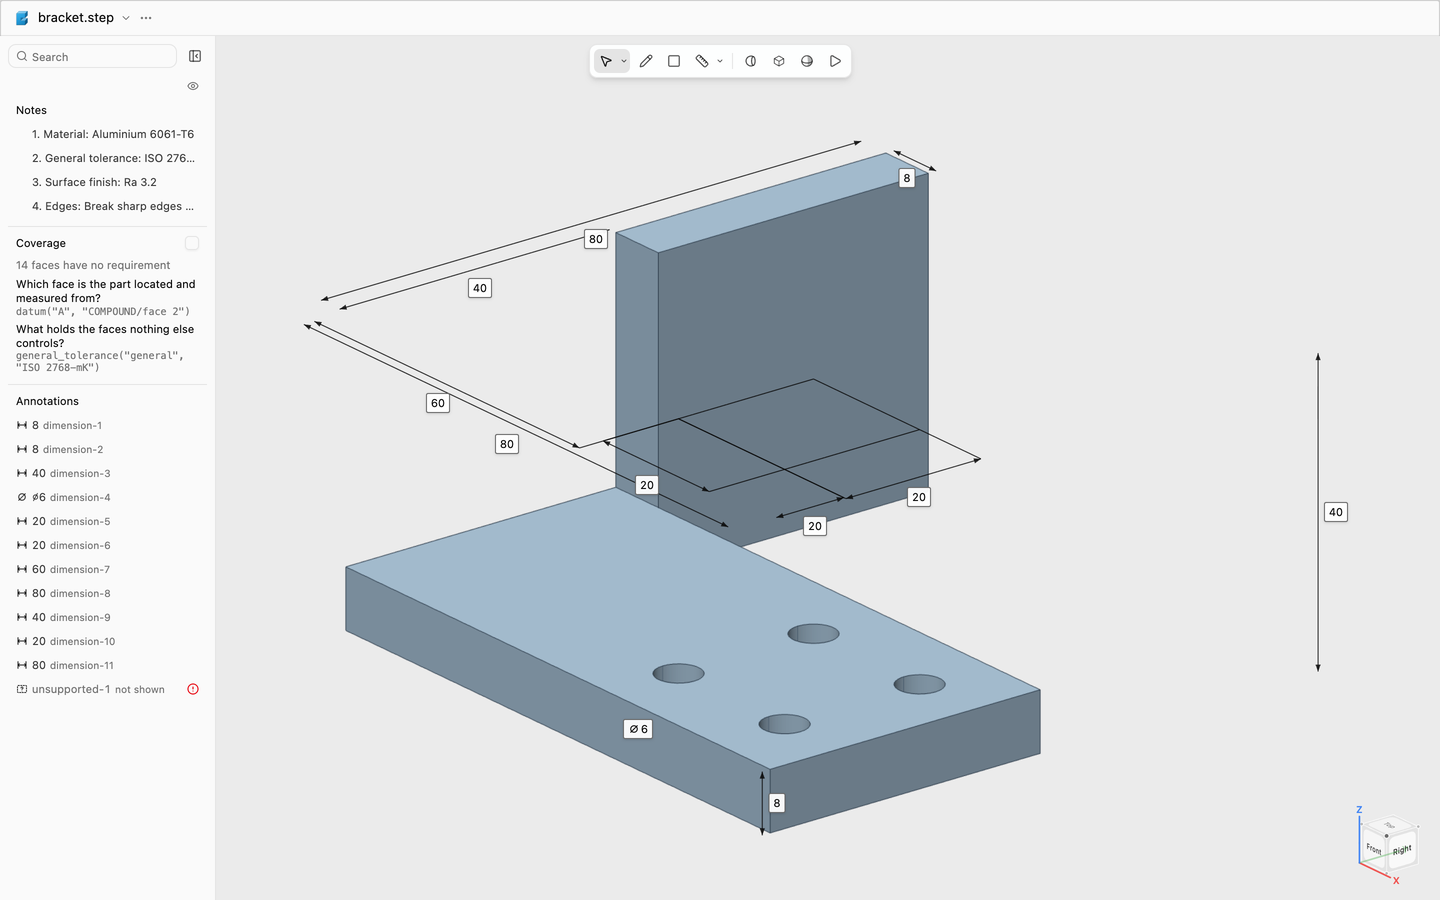 bracket.step
Search
Notes
1. Material: Aluminium 6061-T6
2. General tolerance: ISO 276...
3. Surface finish: Ra 3.2
4. Edges: Break sharp edges ...
Coverage
14 faces have no requirement
Which face is the part located and
measured from?
datum("A", "COMPOUND/face 2")
What holds the faces nothing else
controls?
general_tolerance("general",
"ISO 2768-mK")
Annotations
8 dimension-1
8 dimension-2
40 dimension-3
⌀ ⌀6 dimension-4
20 dimension-5
20 dimension-6
60 dimension-7
80 dimension-8
40 dimension-9
20 dimension-10
80 dimension-11
unsupported-1 not shown
8
80
40
60
80
20
20
20
40
⌀ 6
8
Z
Top
Front
Right
X